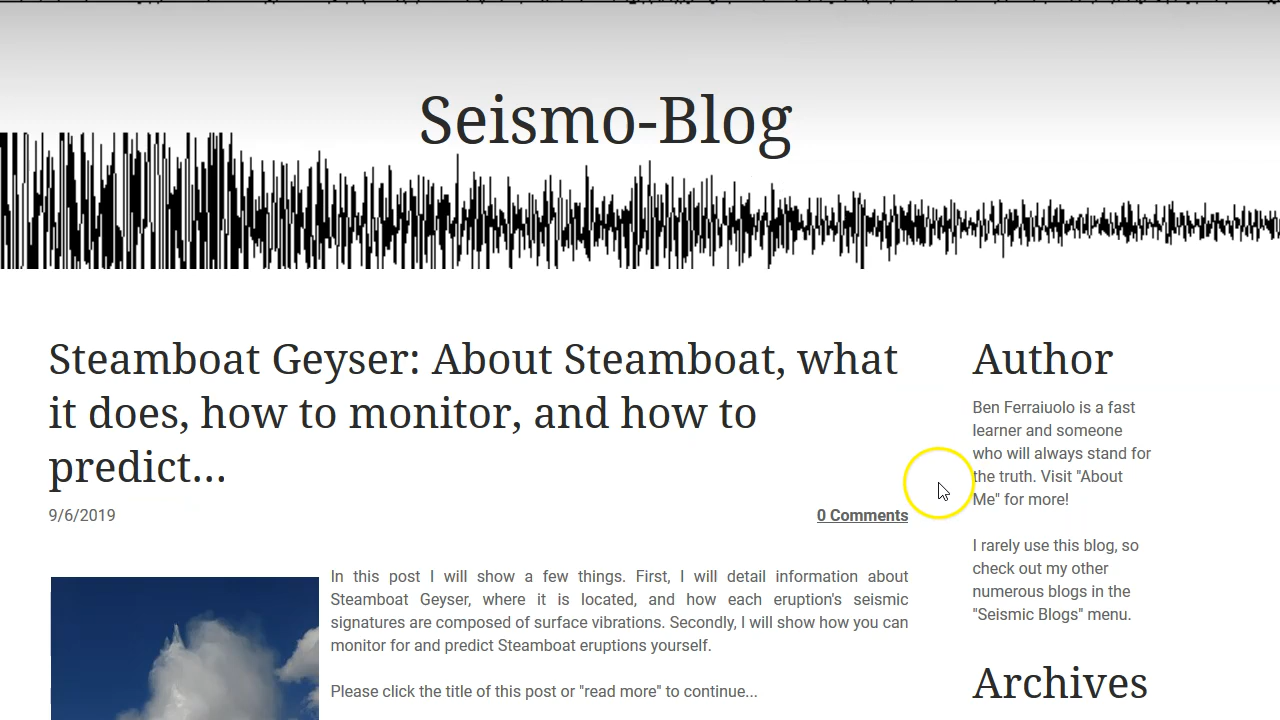 Seismo-Blog
Steamboat Geyser: About Steamboat, what
it does, how to monitor, and how to
predict...
9/6/2019
0 Comments
In this post I will show a few things. First, I will detail information about
Steamboat Geyser, where it is located, and how each eruption's seismic
signatures are composed of surface vibrations. Secondly, I will show how you can
monitor for and predict Steamboat eruptions yourself.
Please click the title of this post or "read more" to continue...
Author
Ben Ferraiuolo is a fast
learner and someone
who will always stand for
the truth. Visit "About
Me" for more!
I rarely use this blog, so
check out my other
numerous blogs in the
"Seismic Blogs" menu.
Archives